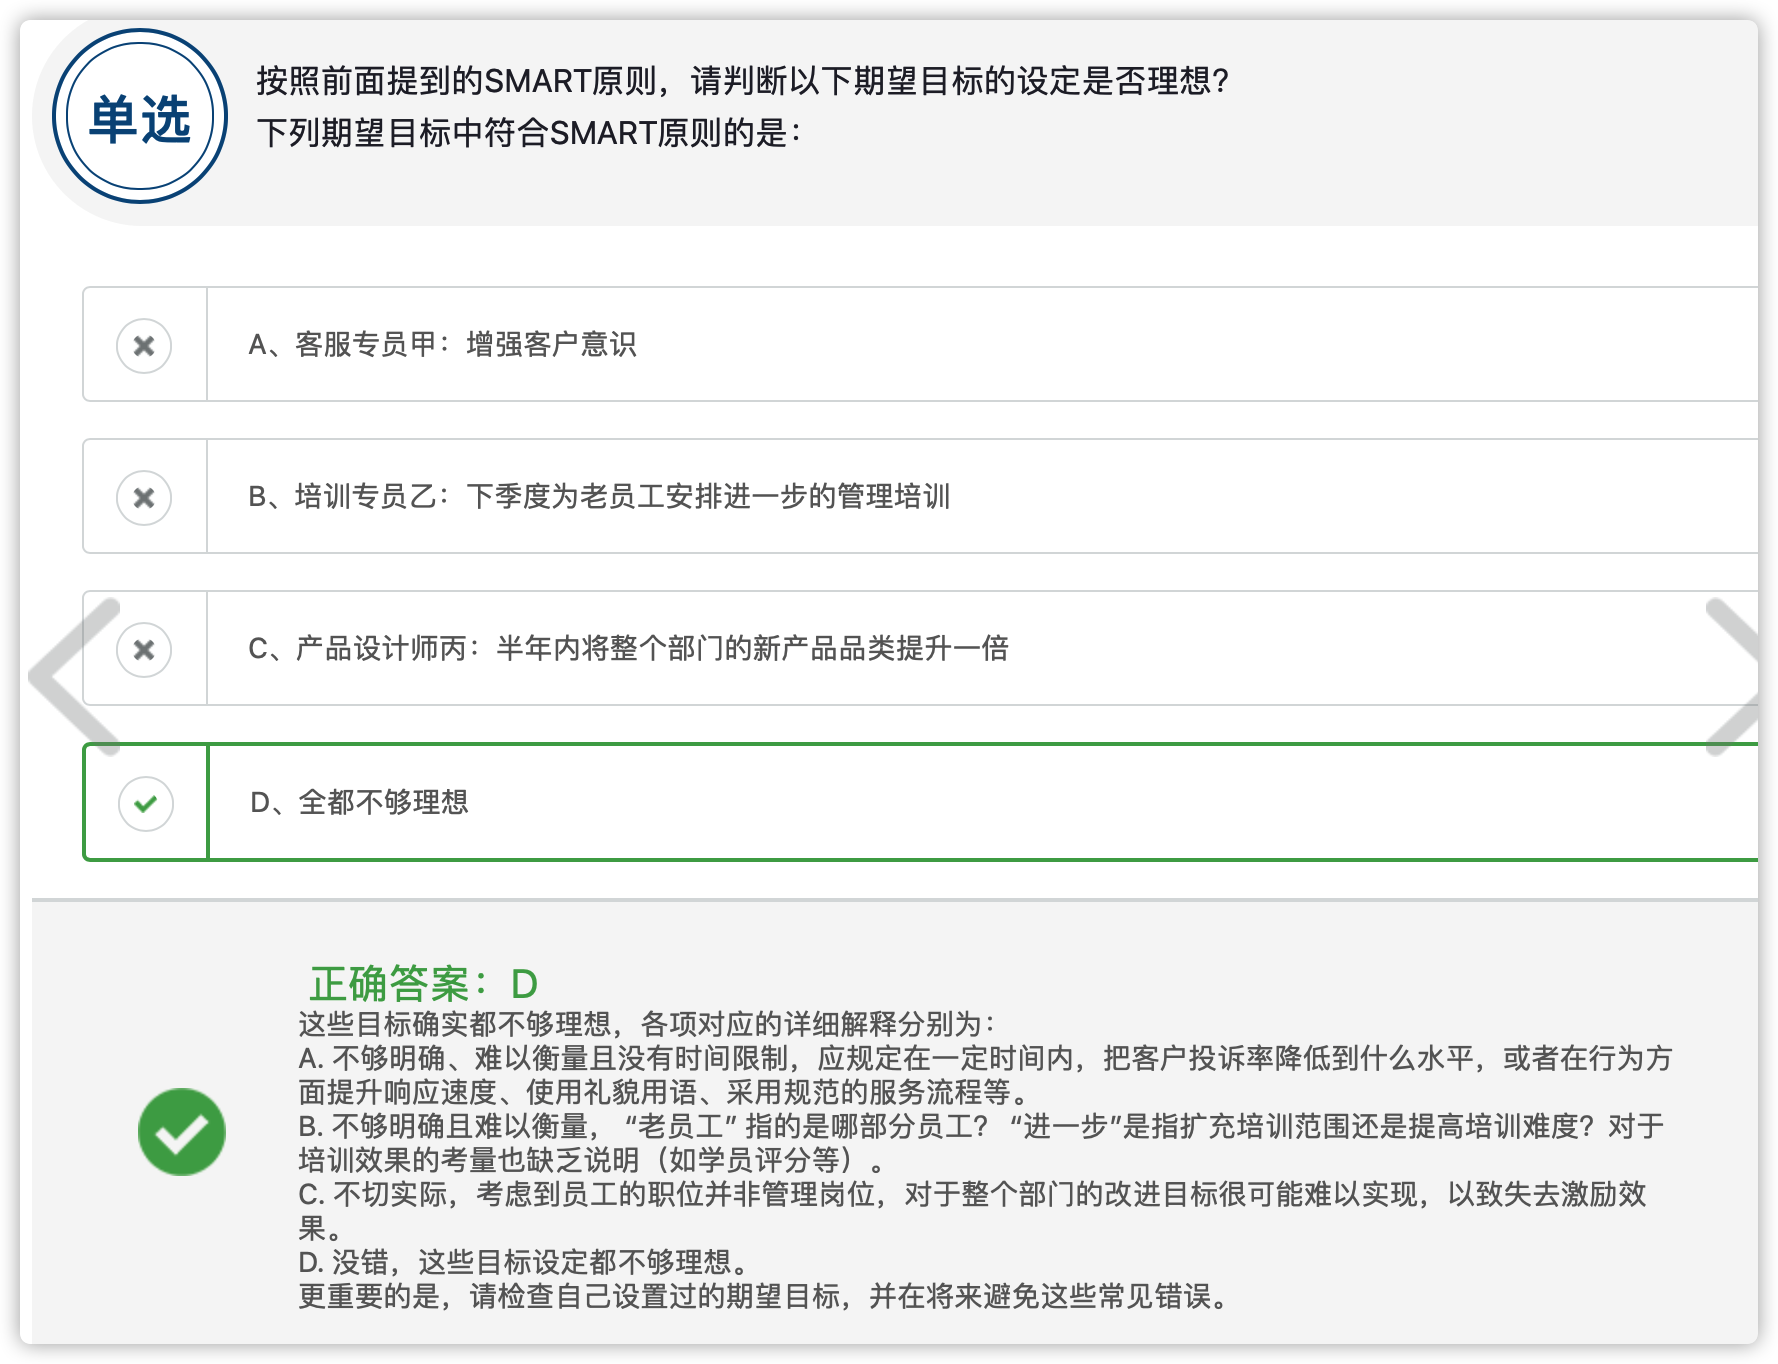 单选
按照前面提到的SMART原则，请判断以下期望目标的设定是否理想?
下列期望目标中符合SMART原则的是：
A、客服专员甲：增强客户意识
B、培训专员乙：下季度为老员工安排进一步的管理培训
C、产品设计师丙：半年内将整个部门的新产品品类提升一倍
D、全都不够理想
正确答案：D
这些目标确实都不够理想，各项对应的详细解释分别为：
A. 不够明确、难以衡量且没有时间限制，应规定在一定时间内，把客户投诉率降低到什么水平，或者在行为方
面提升响应速度、使用礼貌用语、采用规范的服务流程等。
B. 不够明确且难以衡量， “老员工” 指的是哪部分员工？ “进一步”是指扩充培训范围还是提高培训难度？对于
培训效果的考量也缺乏说明（如学员评分等）。
C. 不切实际，考虑到员工的职位并非管理岗位，对于整个部门的改进目标很可能难以实现，以致失去激励效
果。
D. 没错，这些目标设定都不够理想。
更重要的是，请检查自己设置过的期望目标，并在将来避免这些常见错误。